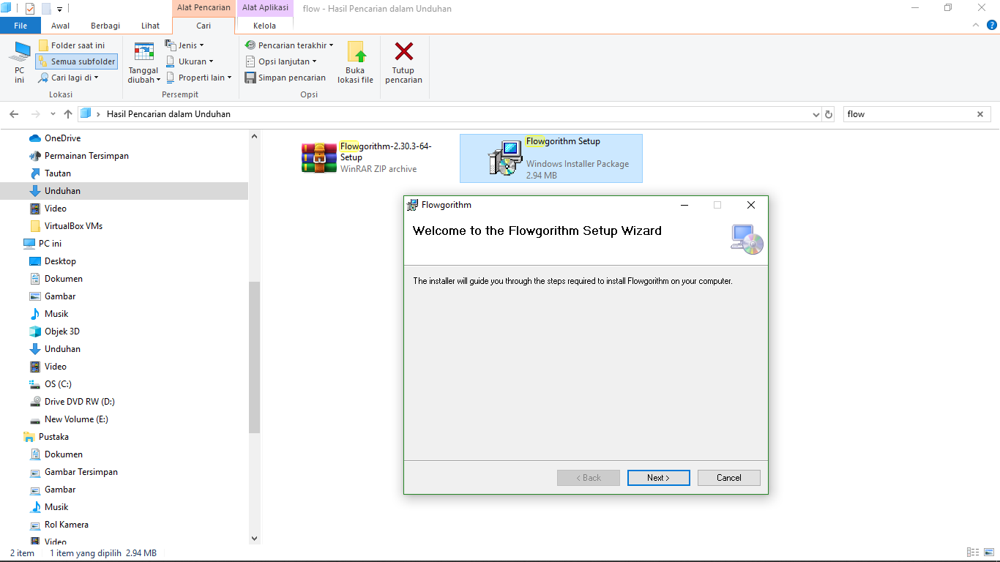 Alat Pencarian
Alat Aplikasi
flow - Hasil Pencarian dalam Unduhan
File
Awal
Berbagi
Lihat
Cari
Kelola
PC
ini
Folder saat ini
Semua subfolder
Cari lagi di
Lokasi
Tanggal
diubah
Jenis
Ukuran
Properti lain
Persempit
Pencarian terakhir
Opsi lanjutan
Simpan pencarian
Buka
lokasi file
Opsi
Tutup
pencarian
Hasil Pencarian dalam Unduhan
flow
OneDrive
Permainan Tersimpan
Tautan
Unduhan
Video
VirtualBox VMs
PC ini
Desktop
Dokumen
Gambar
Musik
Objek 3D
Unduhan
Video
OS (C:)
Drive DVD RW (D:)
New Volume (E:)
Pustaka
Dokumen
Gambar Tersimpan
Gambar
Musik
Rol Kamera
Video
Flowgorithm-2.30.3-64-
Setup
WinRAR ZIP archive
Flowgorithm Setup
Windows Installer Package
2.94 MB
Flowgorithm
Welcome to the Flowgorithm Setup Wizard
The installer will guide you through the steps required to install Flowgorithm on your computer.
< Back
Next >
Cancel
2 item
1 item yang dipilih 2.94 MB